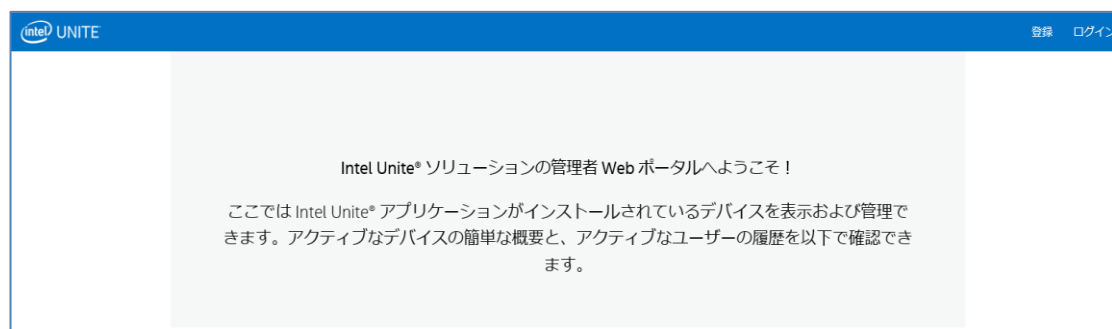 intel UNITE
登録 ログイン
Intel Unite® ソリューションの管理者 Web ポータルへようこそ！
ここでは Intel Unite® アプリケーションがインストールされているデバイスを表示および管理で
きます。アクティブなデバイスの簡単な概要と、アクティブなユーザーの履歴を以下で確認でき
ます。